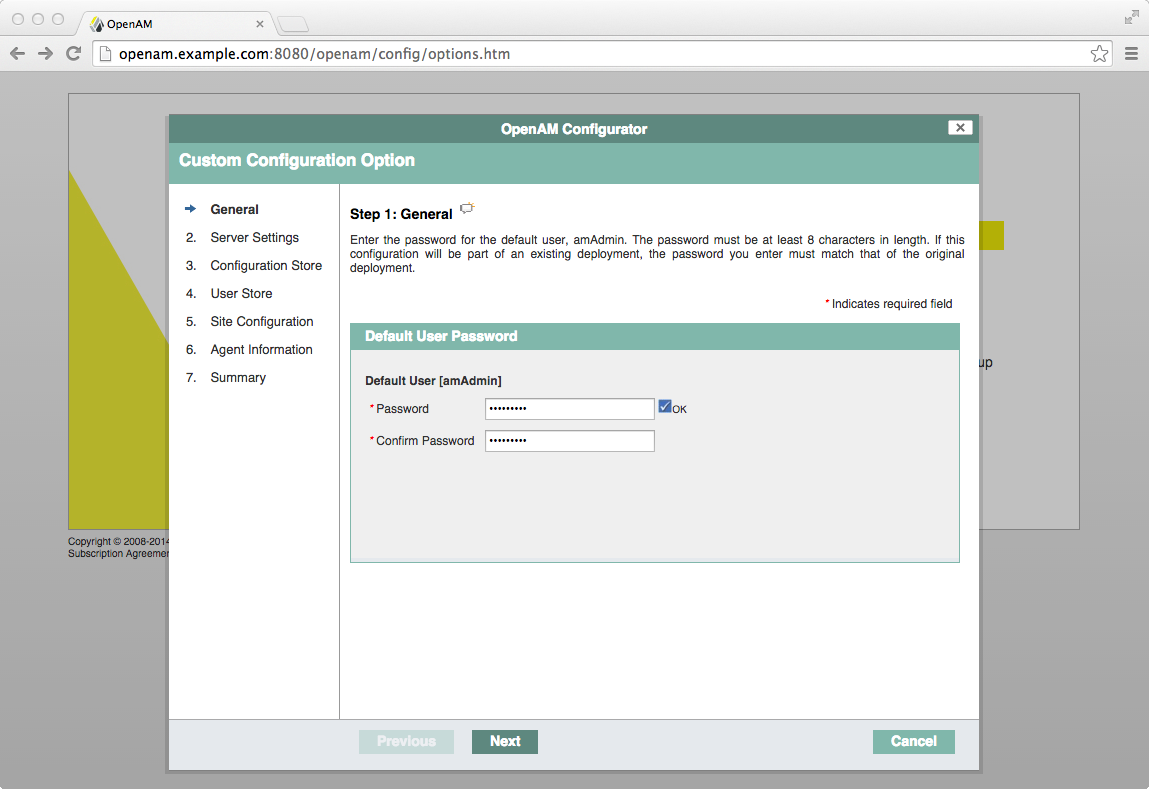 OpenAM
openam.example.com:8080/openam/config/options.htm
OpenAM Configurator
Custom Configuration Option
General
2. Server Settings
3. Configuration Store
4. User Store
5. Site Configuration
6. Agent Information
7. Summary
Step 1: General
Enter the password for the default user, amAdmin. The password must be at least 8 characters in length. If this
configuration will be part of an existing deployment, the password you enter must match that of the original
deployment.
* Indicates required field
Default User Password
Default User [amAdmin]
* Password ••••••••• OK
* Confirm Password •••••••••
up
Copyright © 2008-2014
Subscription
Previous Next Cancel